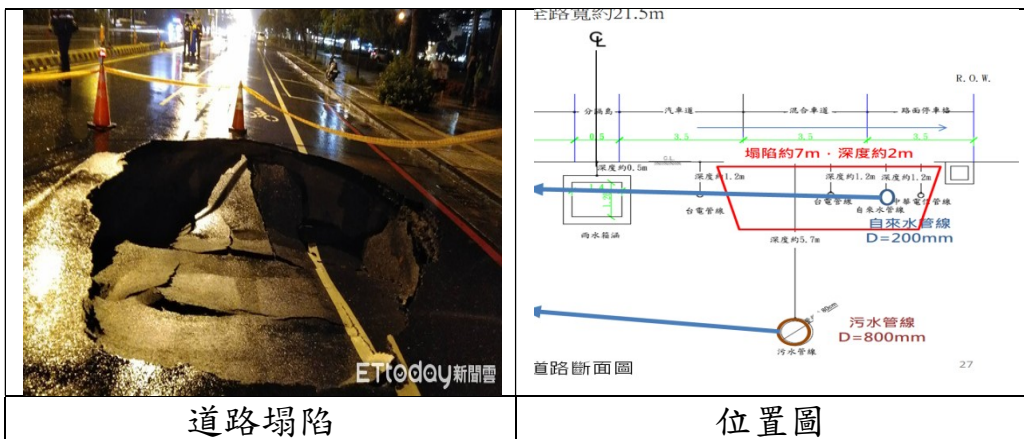 ETtoday新聞雲
全路寬約21.5m
℄
R.O.W.
分隔島
汽車道
混合車道
路面停車格
0.5
3.5
3.5
3.5
塌陷約7m，深度約2m
深度約0.5m
深度約1.2m
深度約1.2m
深度約1.2m
台電管線
台電管線
中華電信管線
自來水管線
自來水管線
D=200mm
雨水箱涵
深度約5.7m
污水管線
D=800mm
污水管線
道路斷面圖
27
道路塌陷
位置圖